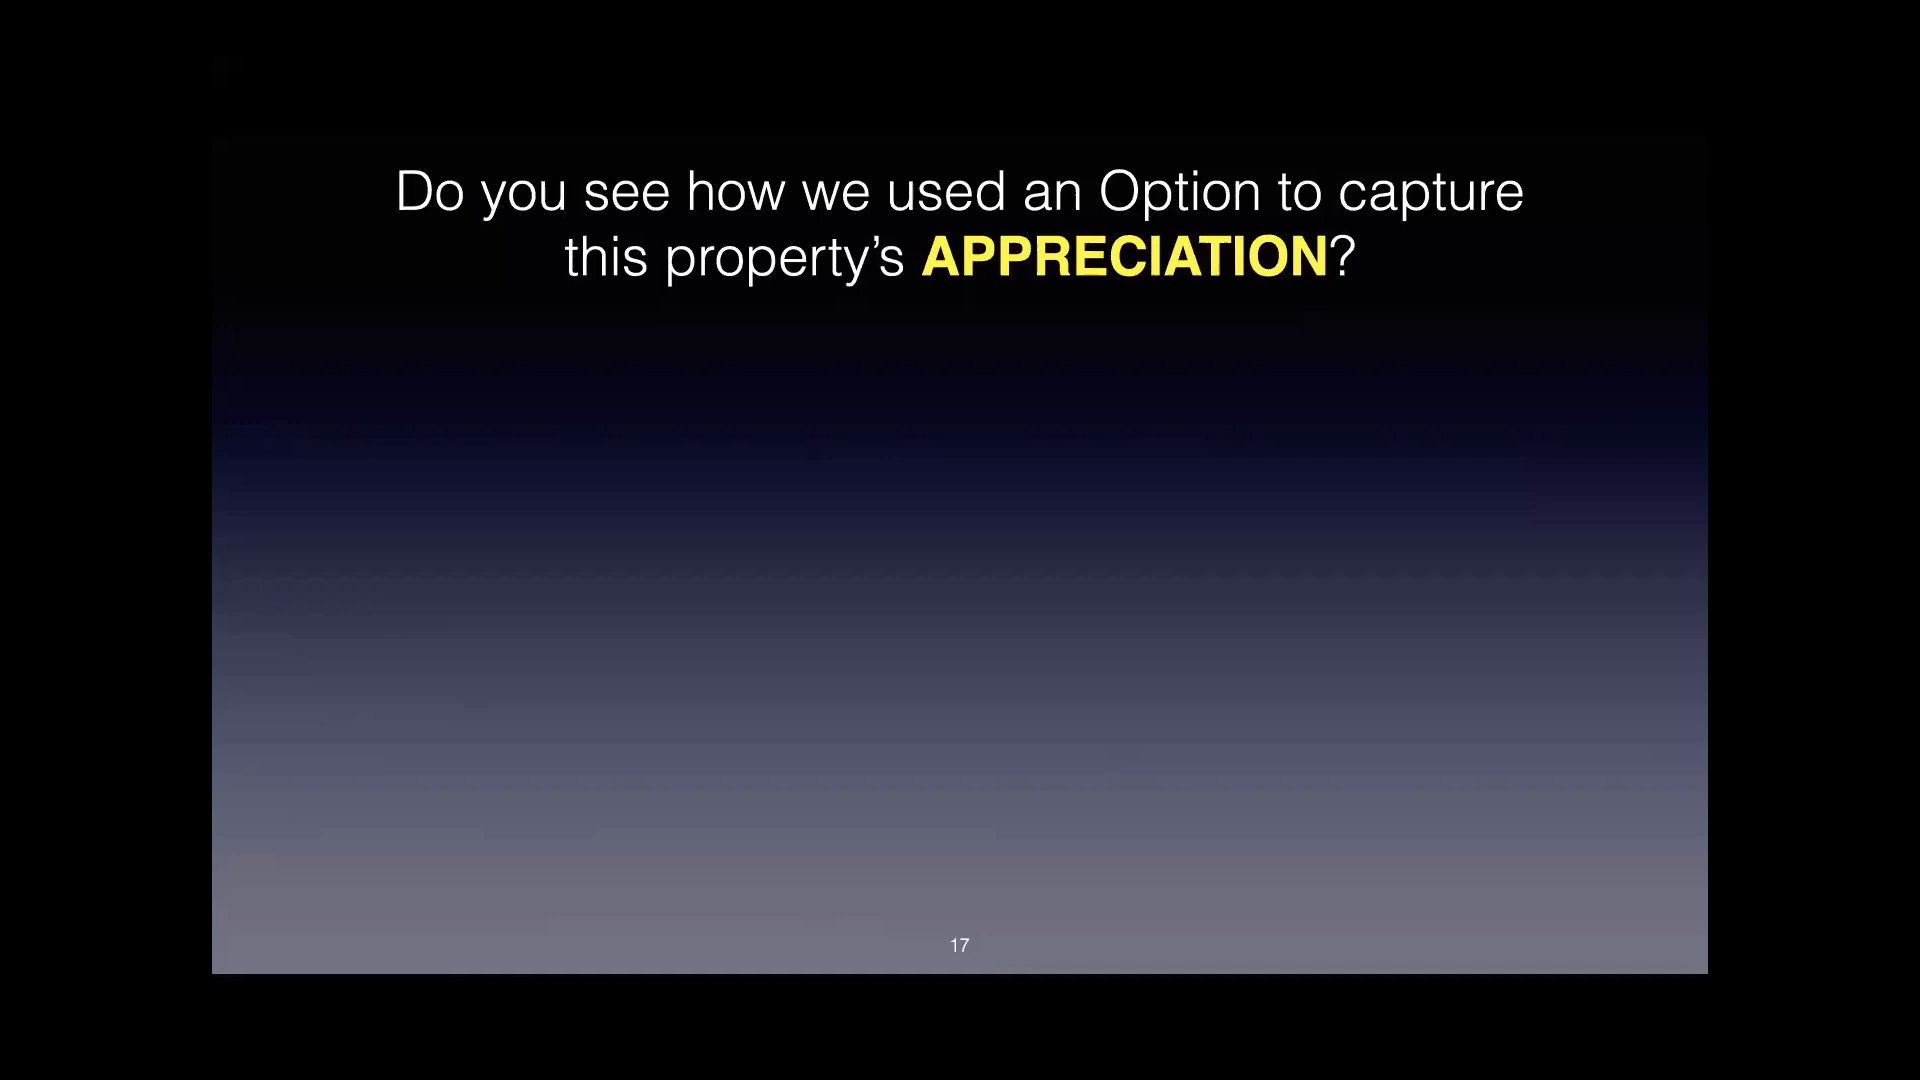 Do you see how we used an Option to capture
this property’s APPRECIATION?
17